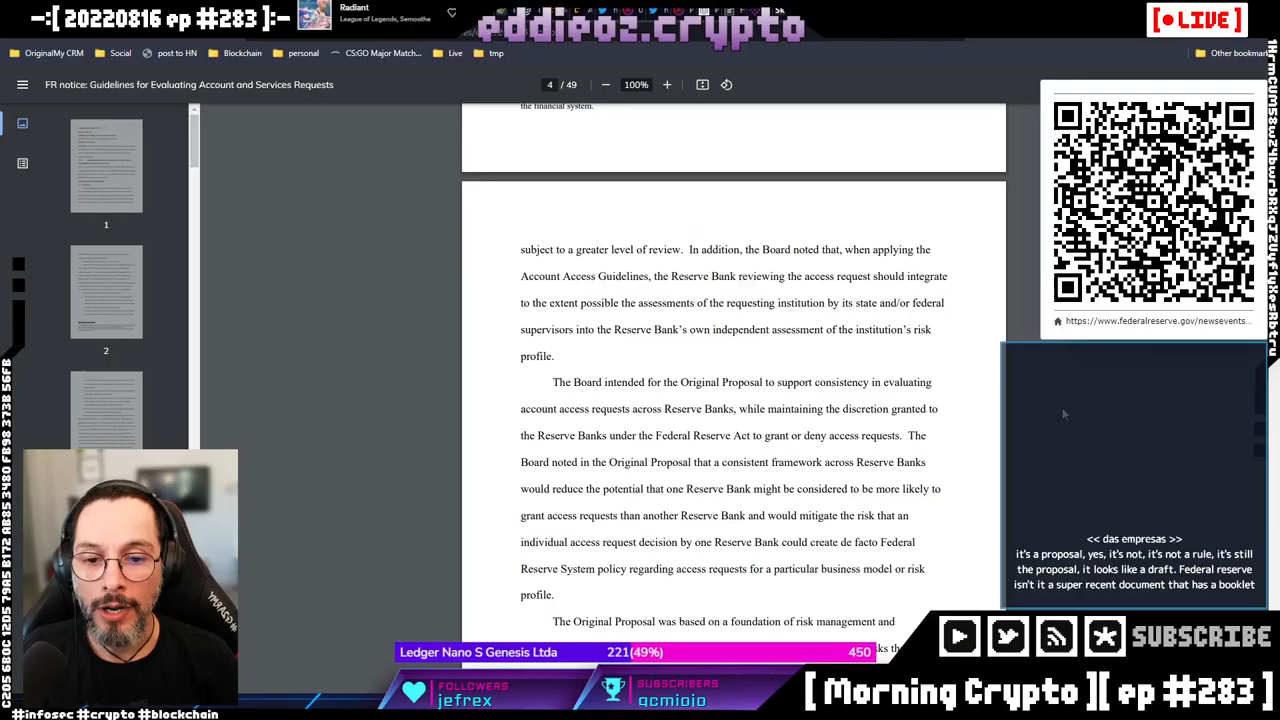 -:[ 20220816 ep #283 ]:-
Radiant
League of Legends, Semoothe
eddieoz.crypto
[ LIVE ]
OriginalMy CRM
Social
post to HN
Blockchain
personal
CS:GO Major Match...
Live
tmp
Other bookmar
FR notice: Guidelines for Evaluating Account and Services Requests
4 / 49
100%
the financial system.
1
2
subject to a greater level of review. In addition, the Board noted that, when applying the
Account Access Guidelines, the Reserve Bank reviewing the access request should integrate
to the extent possible the assessments of the requesting institution by its state and/or federal
supervisors into the Reserve Bank's own independent assessment of the institution's risk
profile.
The Board intended for the Original Proposal to support consistency in evaluating
account access requests across Reserve Banks, while maintaining the discretion granted to
the Reserve Banks under the Federal Reserve Act to grant or deny access requests. The
Board noted in the Original Proposal that a consistent framework across Reserve Banks
would reduce the potential that one Reserve Bank might be considered to be more likely to
grant access requests than another Reserve Bank and would mitigate the risk that an
individual access request decision by one Reserve Bank could create de facto Federal
Reserve System policy regarding access requests for a particular business model or risk
profile.
The Original Proposal was based on a foundation of risk management and
https://www.federalreserve.gov/newsevents...
<< das empresas >>
it's a proposal, yes, it's not, it's not a rule, it's still
the proposal, it looks like a draft. Federal reserve
isn't it a super recent document that has a booklet
Ledger Nano S Genesis Ltda
221(49%)
450
FOLLOWERS
jefrex
SUBSCRIBERS
gcmiojo
SUBSCRIBE
[ Morning Crypto ][ ep #283 ]
infosec #crypto #blockchain